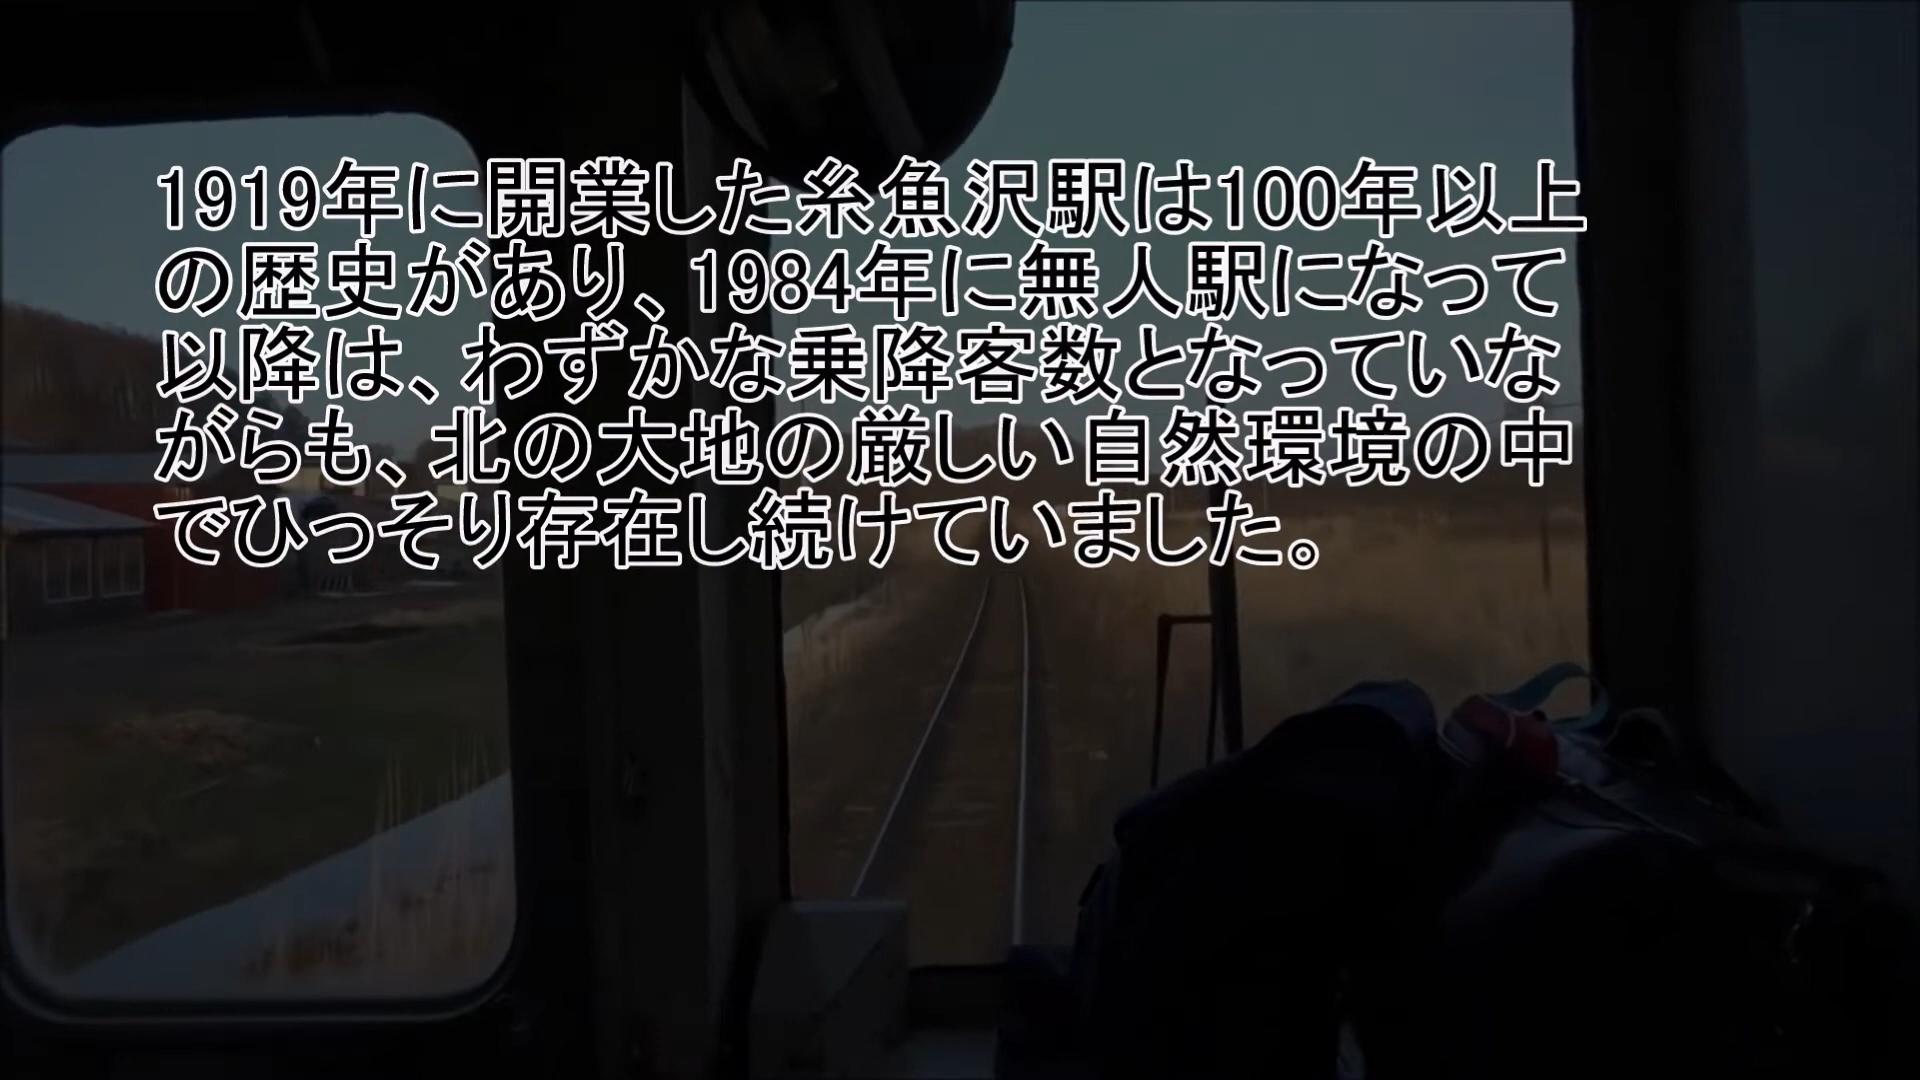 1919年に開業した糸魚沢駅は100年以上
の歴史があり、1984年に無人駅になって
以降は、わずかな乗降客数となっていな
がらも、北の大地の厳しい自然環境の中
でひっそり存在し続けていました。